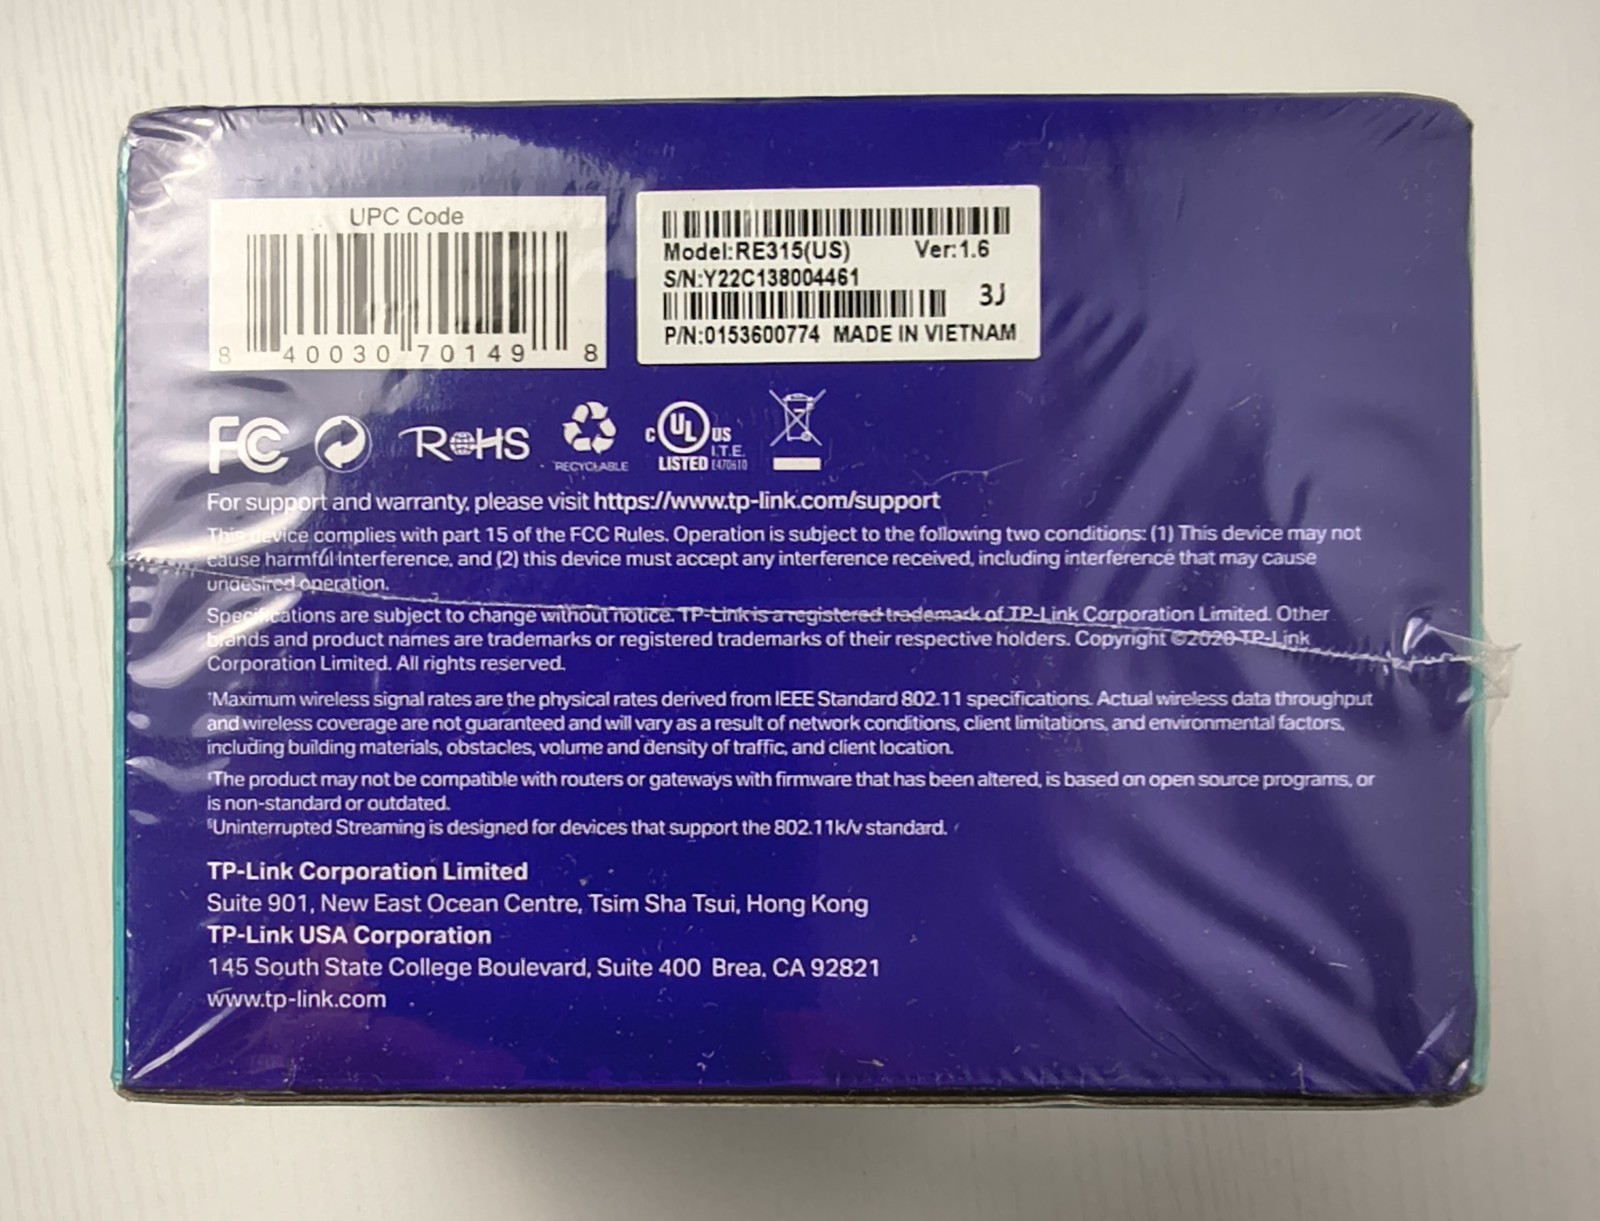 UPC Code
8 40030 70149 8
Model:RE315(US) Ver:1.6
S/N:Y22C138004461
3J
P/N:0153600774 MADE IN VIETNAM
FC RoHS RECYCLABLE C UL US LISTED I.T.E. E470610
For support and warranty, please visit https://www.tp-link.com/support
This device complies with part 15 of the FCC Rules. Operation is subject to the following two conditions: (1) This device may not
cause harmful interference, and (2) this device must accept any interference received, including interference that may cause
undesired operation.
Specifications are subject to change without notice. TP-Link is a registered trademark of TP-Link Corporation Limited. Other
brands and product names are trademarks or registered trademarks of their respective holders. Copyright ©2020 TP-Link
Corporation Limited. All rights reserved.
*Maximum wireless signal rates are the physical rates derived from IEEE Standard 802.11 specifications. Actual wireless data throughput
and wireless coverage are not guaranteed and will vary as a result of network conditions, client limitations, and environmental factors,
including building materials, obstacles, volume and density of traffic, and client location.
‡The product may not be compatible with routers or gateways with firmware that has been altered, is based on open source programs, or
is non-standard or outdated.
§Uninterrupted Streaming is designed for devices that support the 802.11k/v standard.
TP-Link Corporation Limited
Suite 901, New East Ocean Centre, Tsim Sha Tsui, Hong Kong
TP-Link USA Corporation
145 South State College Boulevard, Suite 400 Brea, CA 92821
www.tp-link.com